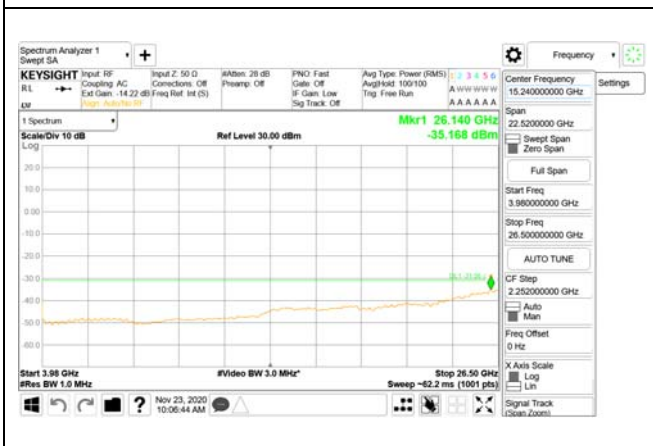 Spectrum Analyzer 1
Swept SA
+
Frequency
KEYSIGHT
RL
Input: RF
Coupling: AC
Ext Gain: -14.22 dB
Align: Auto/No RF
Input Z: 50 Ω
Corrections: Off
Freq Ref: Int (S)
#Atten: 28 dB
Preamp: Off
PNO: Fast
Gate: Off
IF Gain: Low
Sig Track: Off
Avg Type: Power (RMS)
Avg|Hold: 100/100
Trig: Free Run
1 2 3 4 5 6
A W W W W W
A A A A A A
1 Spectrum
Scale/Div 10 dB
Log
Ref Level 30.00 dBm
Mkr1 26.140 GHz
-35.168 dBm
20.0
10.0
0.00
-10.0
-20.0
-30.0
-40.0
-50.0
-60.0
Start 3.98 GHz
#Res BW 1.0 MHz
#Video BW 3.0 MHz*
Stop 26.50 GHz
Sweep ~62.2 ms (1001 pts)
Nov 23, 2020
10:06:44 AM
Center Frequency
15.240000000 GHz
Settings
Span
22.5200000 GHz
Swept Span
Zero Span
Full Span
Start Freq
3.980000000 GHz
Stop Freq
26.500000000 GHz
AUTO TUNE
CF Step
2.252000000 GHz
Auto
Man
Freq Offset
0 Hz
X Axis Scale
Log
Lin
Signal Track
(Span Zoom)